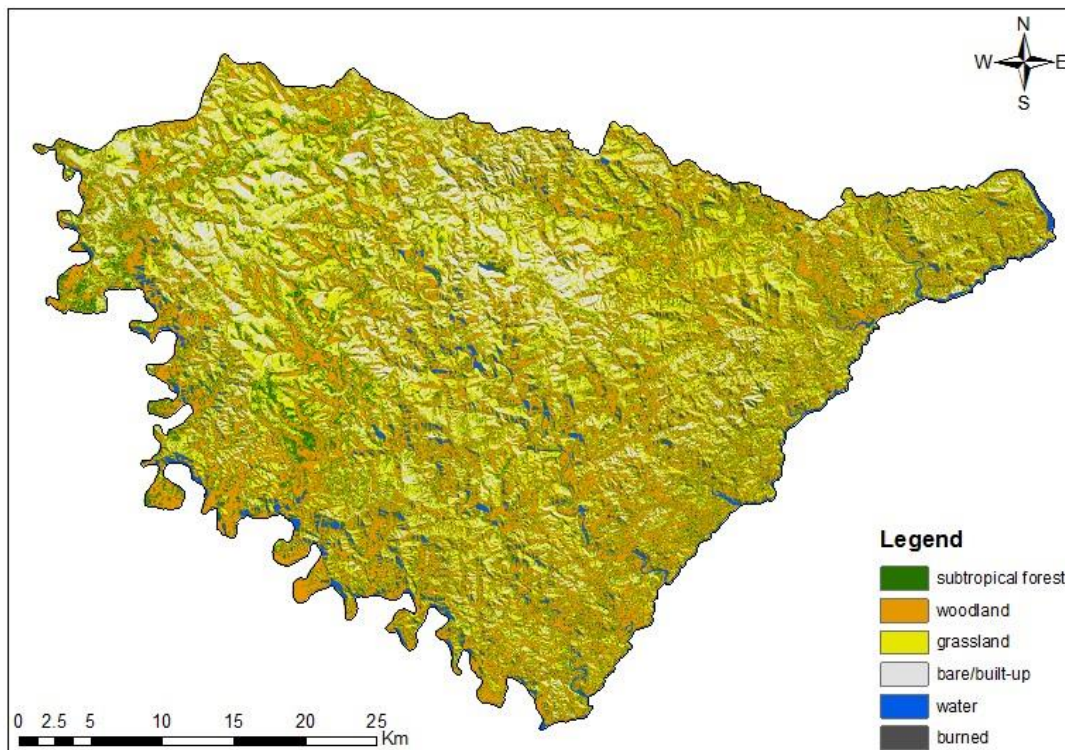 N
W E
S
Legend
subtropical forest
woodland
grassland
bare/built-up
water
burned
0 2.5 5 10 15 20 25
Km